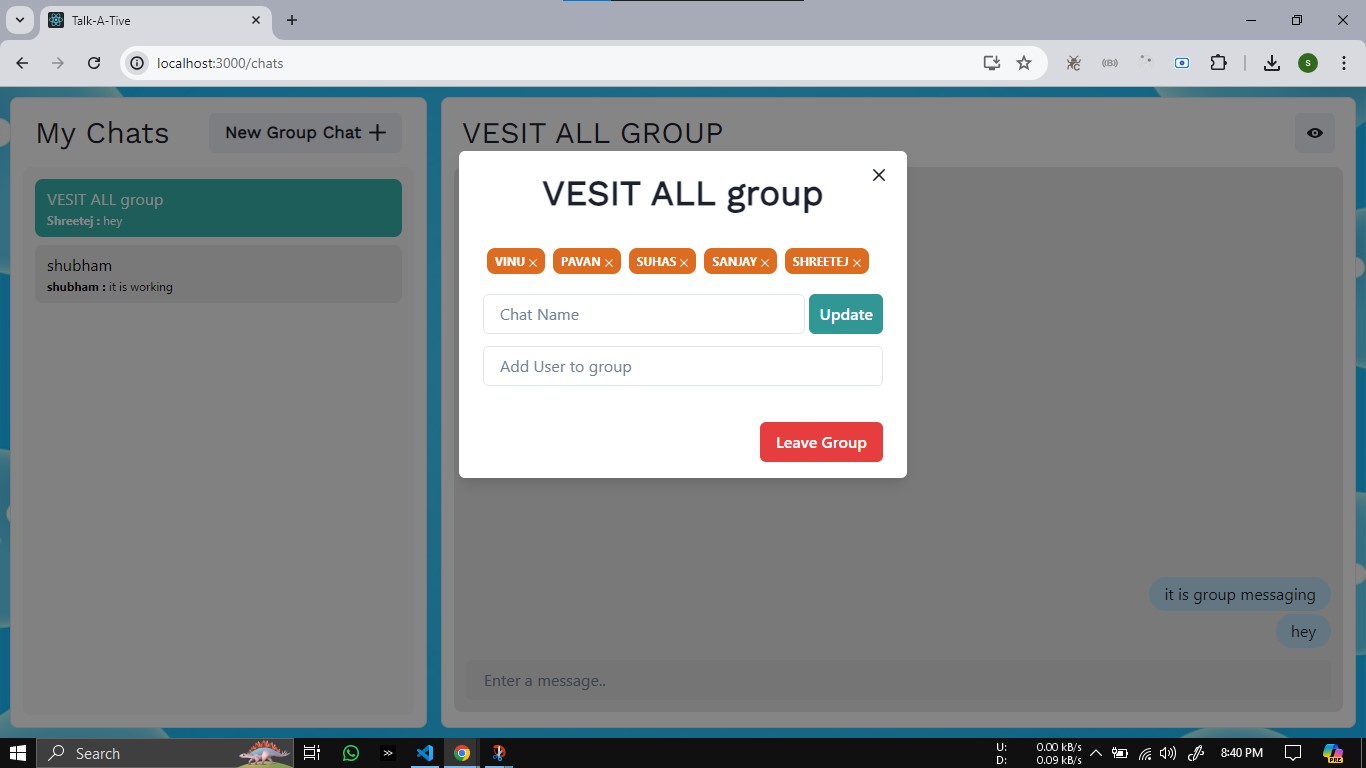 Talk-A-Tive
localhost:3000/chats
S
My Chats
New Group Chat
VESIT ALL group
Shreetej : hey
shubham
shubham : it is working
VESIT ALL GROUP
VESIT ALL group
VINU PAVAN SUHAS SANJAY SHREETEJ
Chat Name
Update
Add User to group
Leave Group
it is group messaging
hey
Enter a message..
Search
U: 0.00 kB/s
D: 0.09 kB/s
8:40 PM
PRE